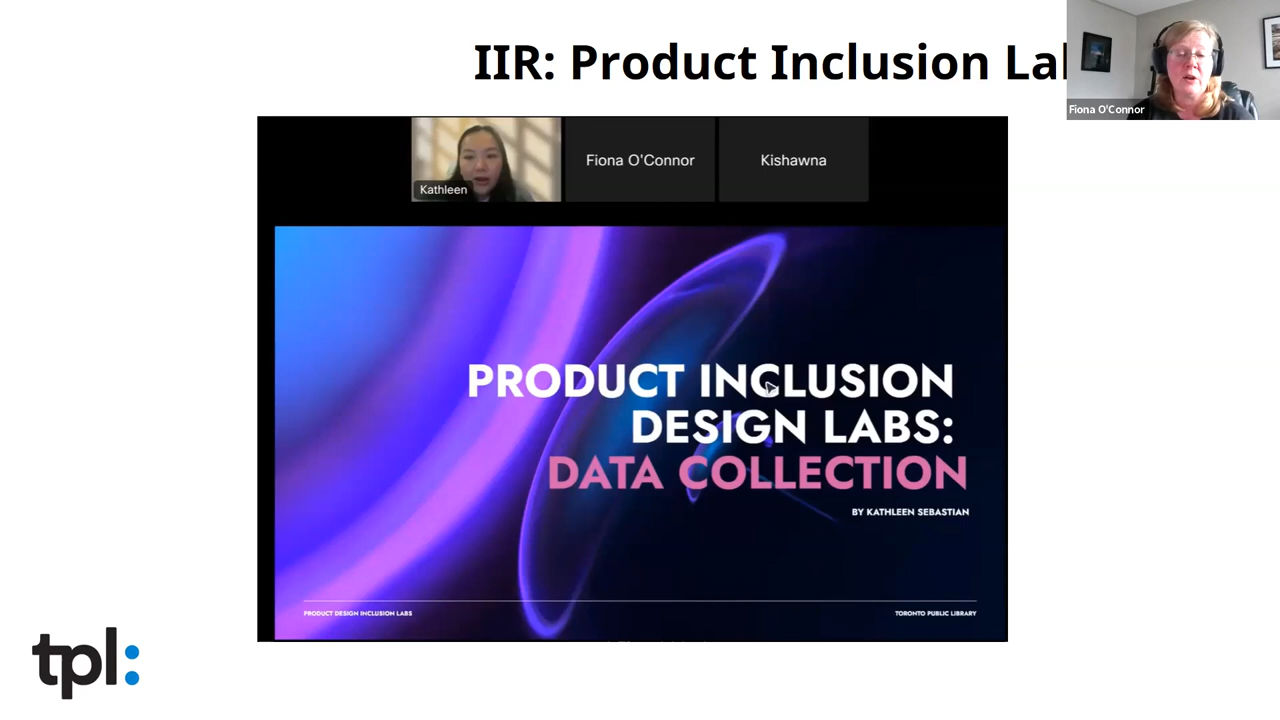 IIR: Product Inclusion Lab
Fiona O'Connor
Kathleen
Fiona O'Connor
Kishawna
PRODUCT INCLUSION
DESIGN LABS:
DATA COLLECTION
BY KATHLEEN SEBASTIAN
PRODUCT DESIGN INCLUSION LABS
TORONTO PUBLIC LIBRARY
tpl: